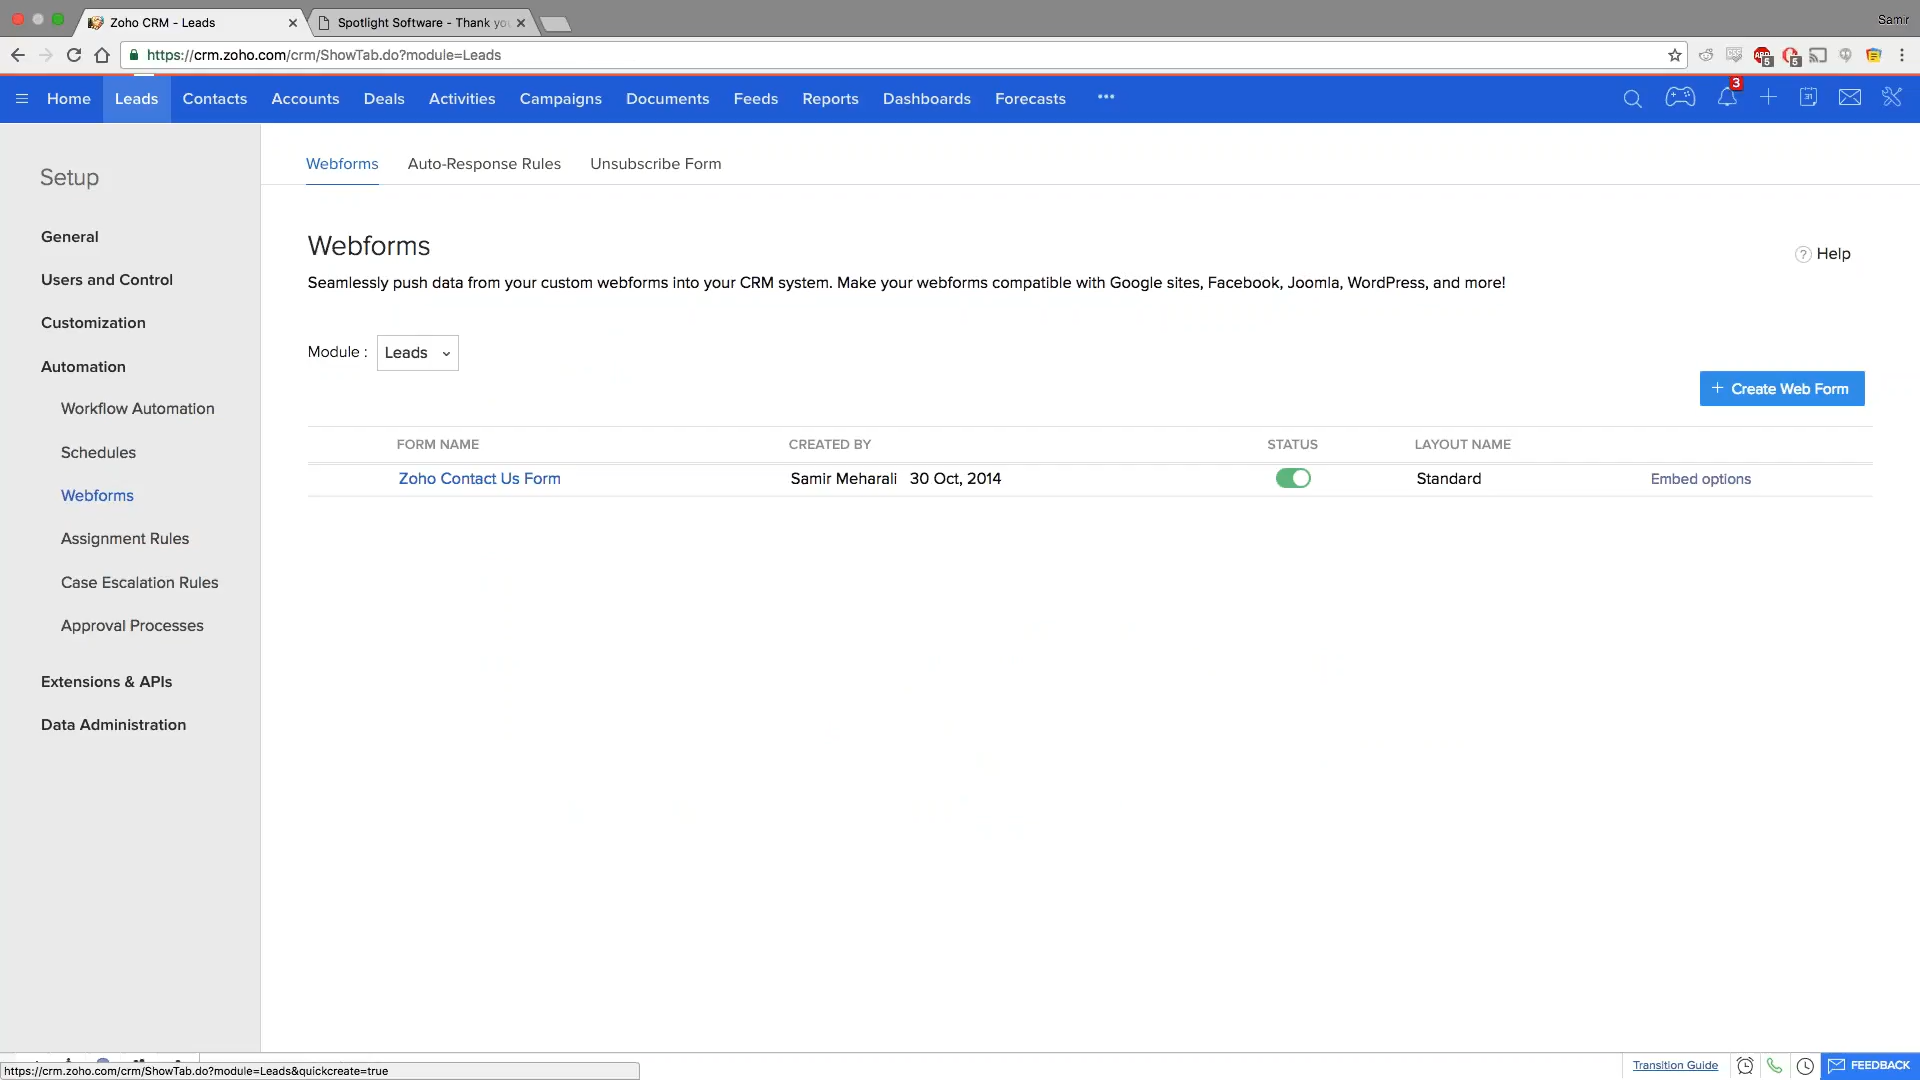 Zoho CRM - Leads
Spotlight Software - Thank you
Samir
https://crm.zoho.com/crm/ShowTab.do?module=Leads
Home Leads Contacts Accounts Deals Activities Campaigns Documents Feeds Reports Dashboards Forecasts •••
3
Setup
General
Users and Control
Customization
Automation
Workflow Automation
Schedules
Webforms
Assignment Rules
Case Escalation Rules
Approval Processes
Extensions & APIs
Data Administration
Webforms Auto-Response Rules Unsubscribe Form
Webforms
? Help
Seamlessly push data from your custom webforms into your CRM system. Make your webforms compatible with Google sites, Facebook, Joomla, WordPress, and more!
Module : Leads
+ Create Web Form
FORM NAME CREATED BY STATUS LAYOUT NAME
Zoho Contact Us Form Samir Meharali 30 Oct, 2014 Standard Embed options
https://crm.zoho.com/crm/ShowTab.do?module=Leads&quickcreate=true
Transition Guide
FEEDBACK